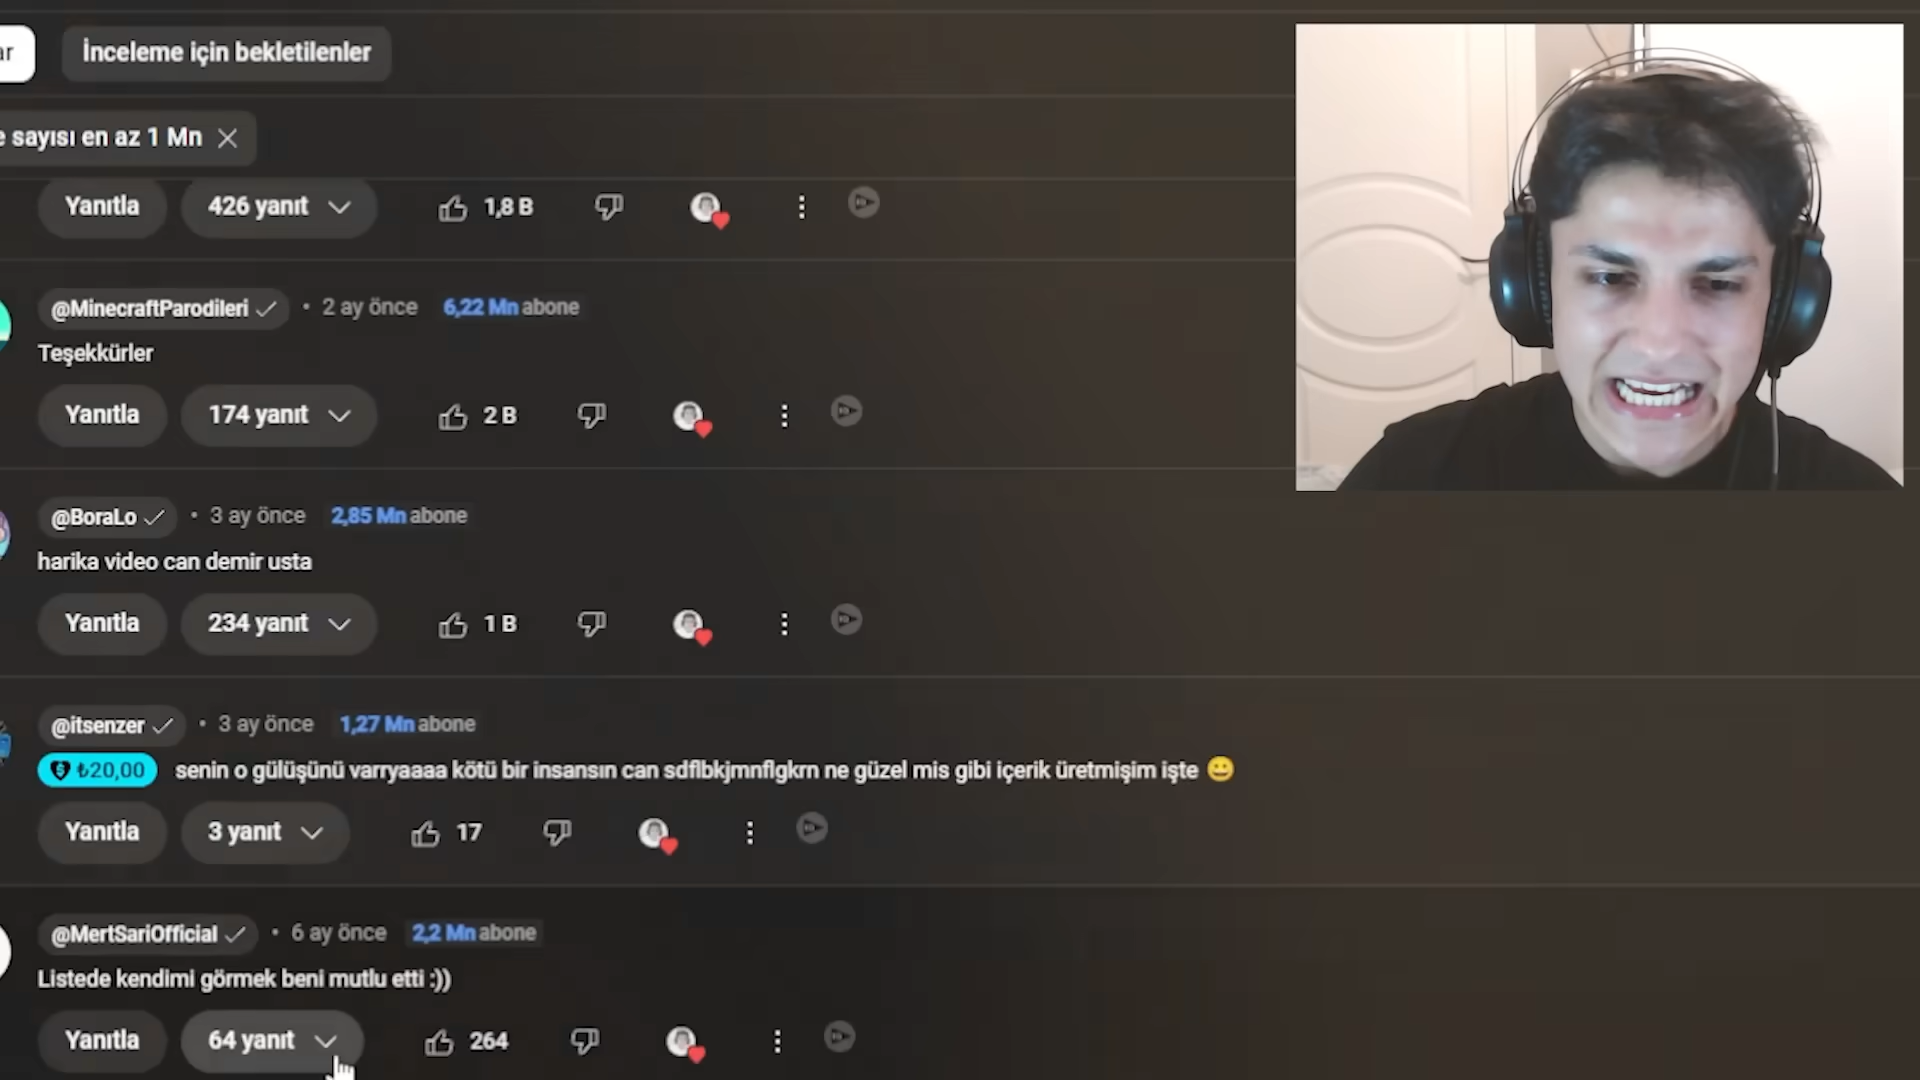 ar İnceleme için bekletilenler
e sayısı en az 1 Mn
Yanıtla 426 yanıt 1,8 B
@MinecraftParodileri • 2 ay önce 6,22 Mn abone
Teşekkürler
Yanıtla 174 yanıt 2 B
@BoraLo • 3 ay önce 2,85 Mn abone
harika video can demir usta
Yanıtla 234 yanıt 1 B
@itsenzer • 3 ay önce 1,27 Mn abone
₺20,00 senin o gülüşünü varryaaaa kötü bir insansın can sdflbkjmnflgkrn ne güzel mis gibi içerik üretmişim işte 😀
Yanıtla 3 yanıt 17
@MertSariOfficial • 6 ay önce 2,2 Mn abone
Listede kendimi görmek beni mutlu etti :))
Yanıtla 64 yanıt 264